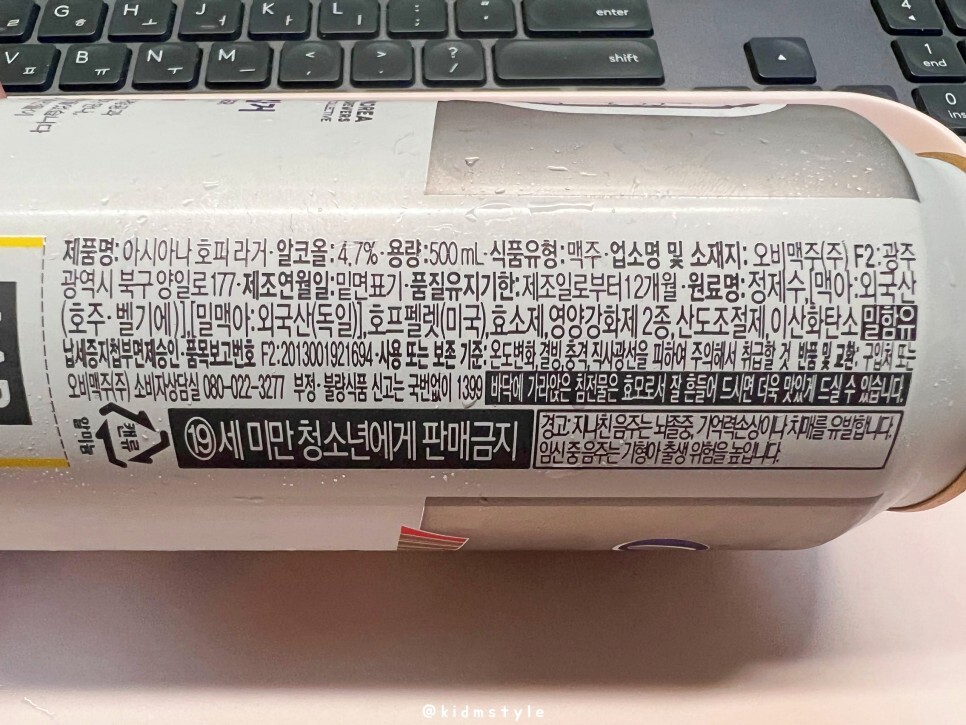 G ㅎ
H ㅗ
J ㅓ
K ㅏ
L ㅣ
enter
4
V ㅍ
B ㅠ
N ㅜ
M ㅡ
<
,
>
.
?
/
shift
1
end
0
제품명: 아시아나 호피 라거·알코올: 4.7%·용량:500mL·식품유형: 맥주·업소명 및 소재지: 오비맥주(주) F2:광주
광역시 북구 양일로177·제조연월일:밑면표기·품질유지기한:제조일로부터12개월·원료명:정제수,[맥아:외국산
(호주·벨기에)],[밀맥아:외국산(독일)],호프펠렛(미국),효소제,영양강화제 2종,산도조절제,이산화탄소 밀함유
납세증지첩부면제승인·품목보고번호 F2:2013001921694·사용 또는 보존 기준: 온도변화, 결빙, 충격, 직사광선을 피하여 주의해서 취급할 것. 반품 및 교환: 구입처 또는
오비맥주(주) 소비자상담실 080-022-3277 부정·불량식품 신고는 국번없이 1399 바닥에 가라앉은 침전물은 효모로서 잘 흔들어 드시면 더욱 맛있게 드실 수 있습니다.
캔류
알미늄
19세 미만 청소년에게 판매금지
경고: 지나친 음주는 뇌졸중, 기억력손상이나 치매를 유발합니다.
임신 중 음주는 기형아 출생 위험을 높입니다.
@kidmstyle